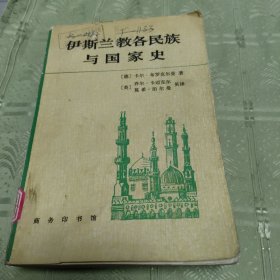 伊斯兰教各民族
与国家史
〔德〕卡尔·布罗克尔曼 著
〔美〕乔尔·卡迈克尔
莫希·珀尔曼 英译
商务印书馆